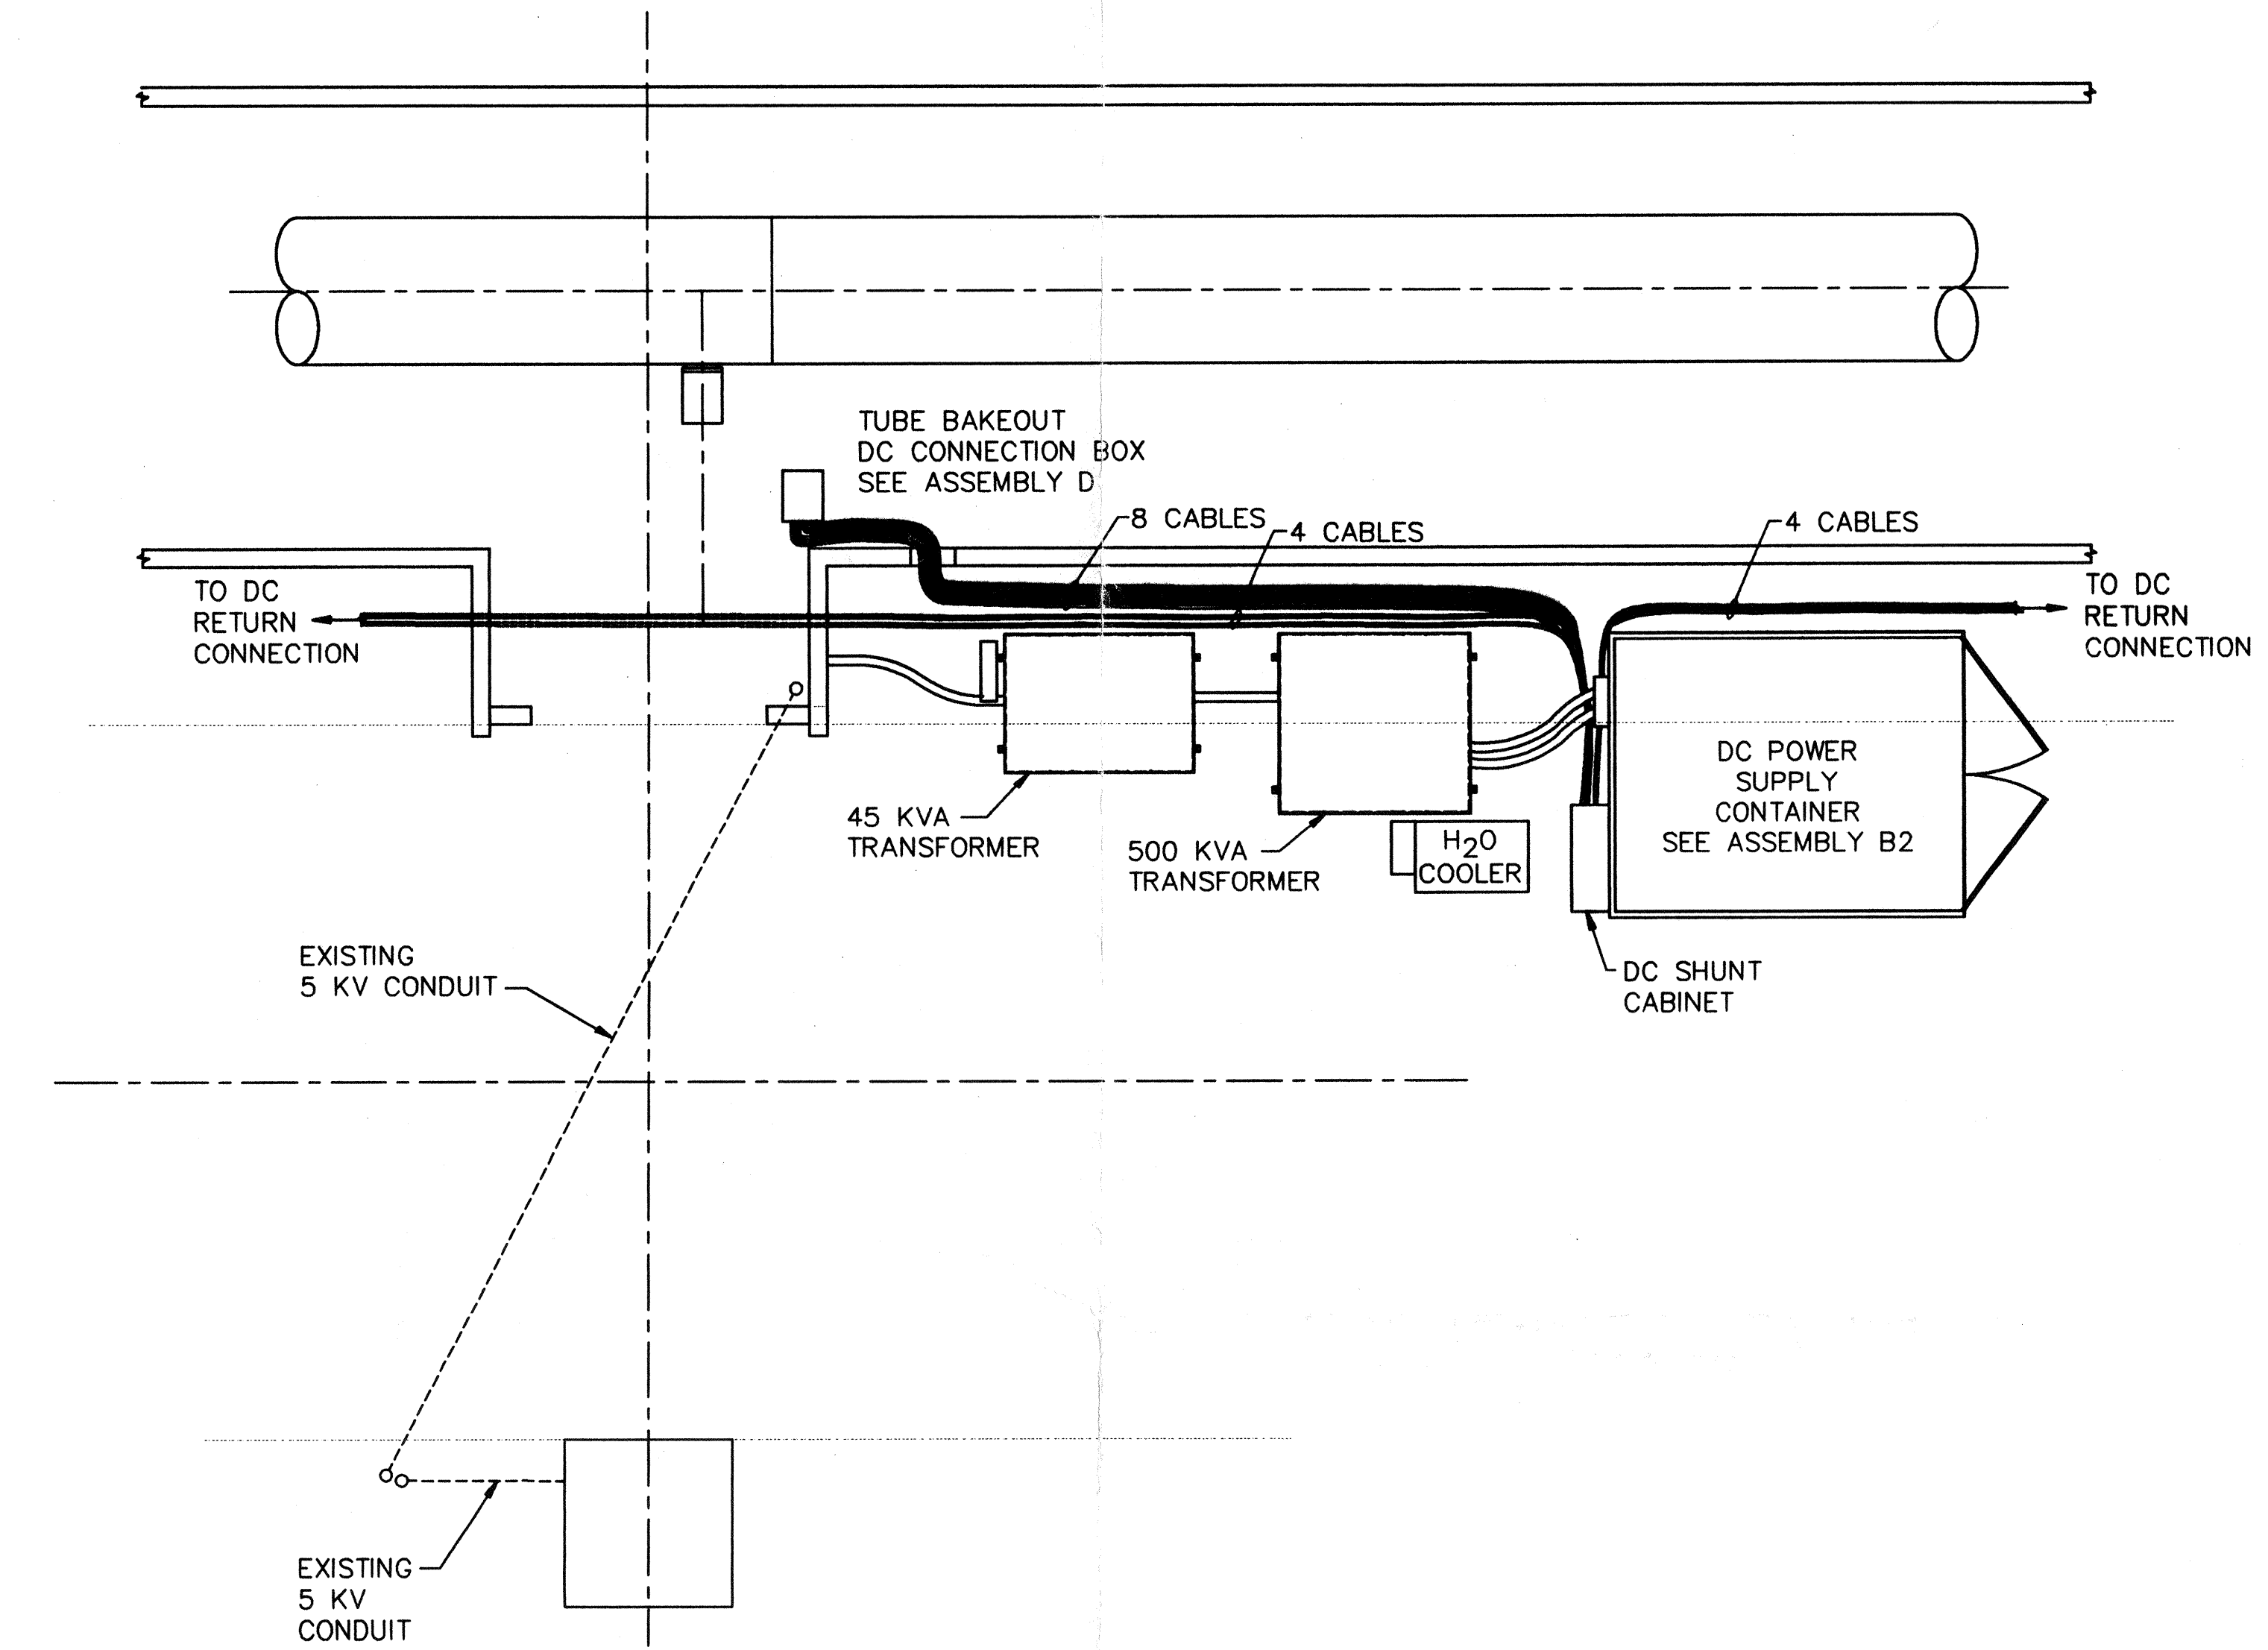 TUBE BAKEOUT
DC CONNECTION BOX
SEE ASSEMBLY D
8 CABLES
4 CABLES
4 CABLES
TO DC
RETURN
CONNECTION
TO DC
RETURN
CONNECTION
DC POWER
SUPPLY
CONTAINER
SEE ASSEMBLY B2
45 KVA
TRANSFORMER
500 KVA
TRANSFORMER
H2O
COOLER
DC SHUNT
CABINET
EXISTING
5 KV CONDUIT
EXISTING
5 KV
CONDUIT